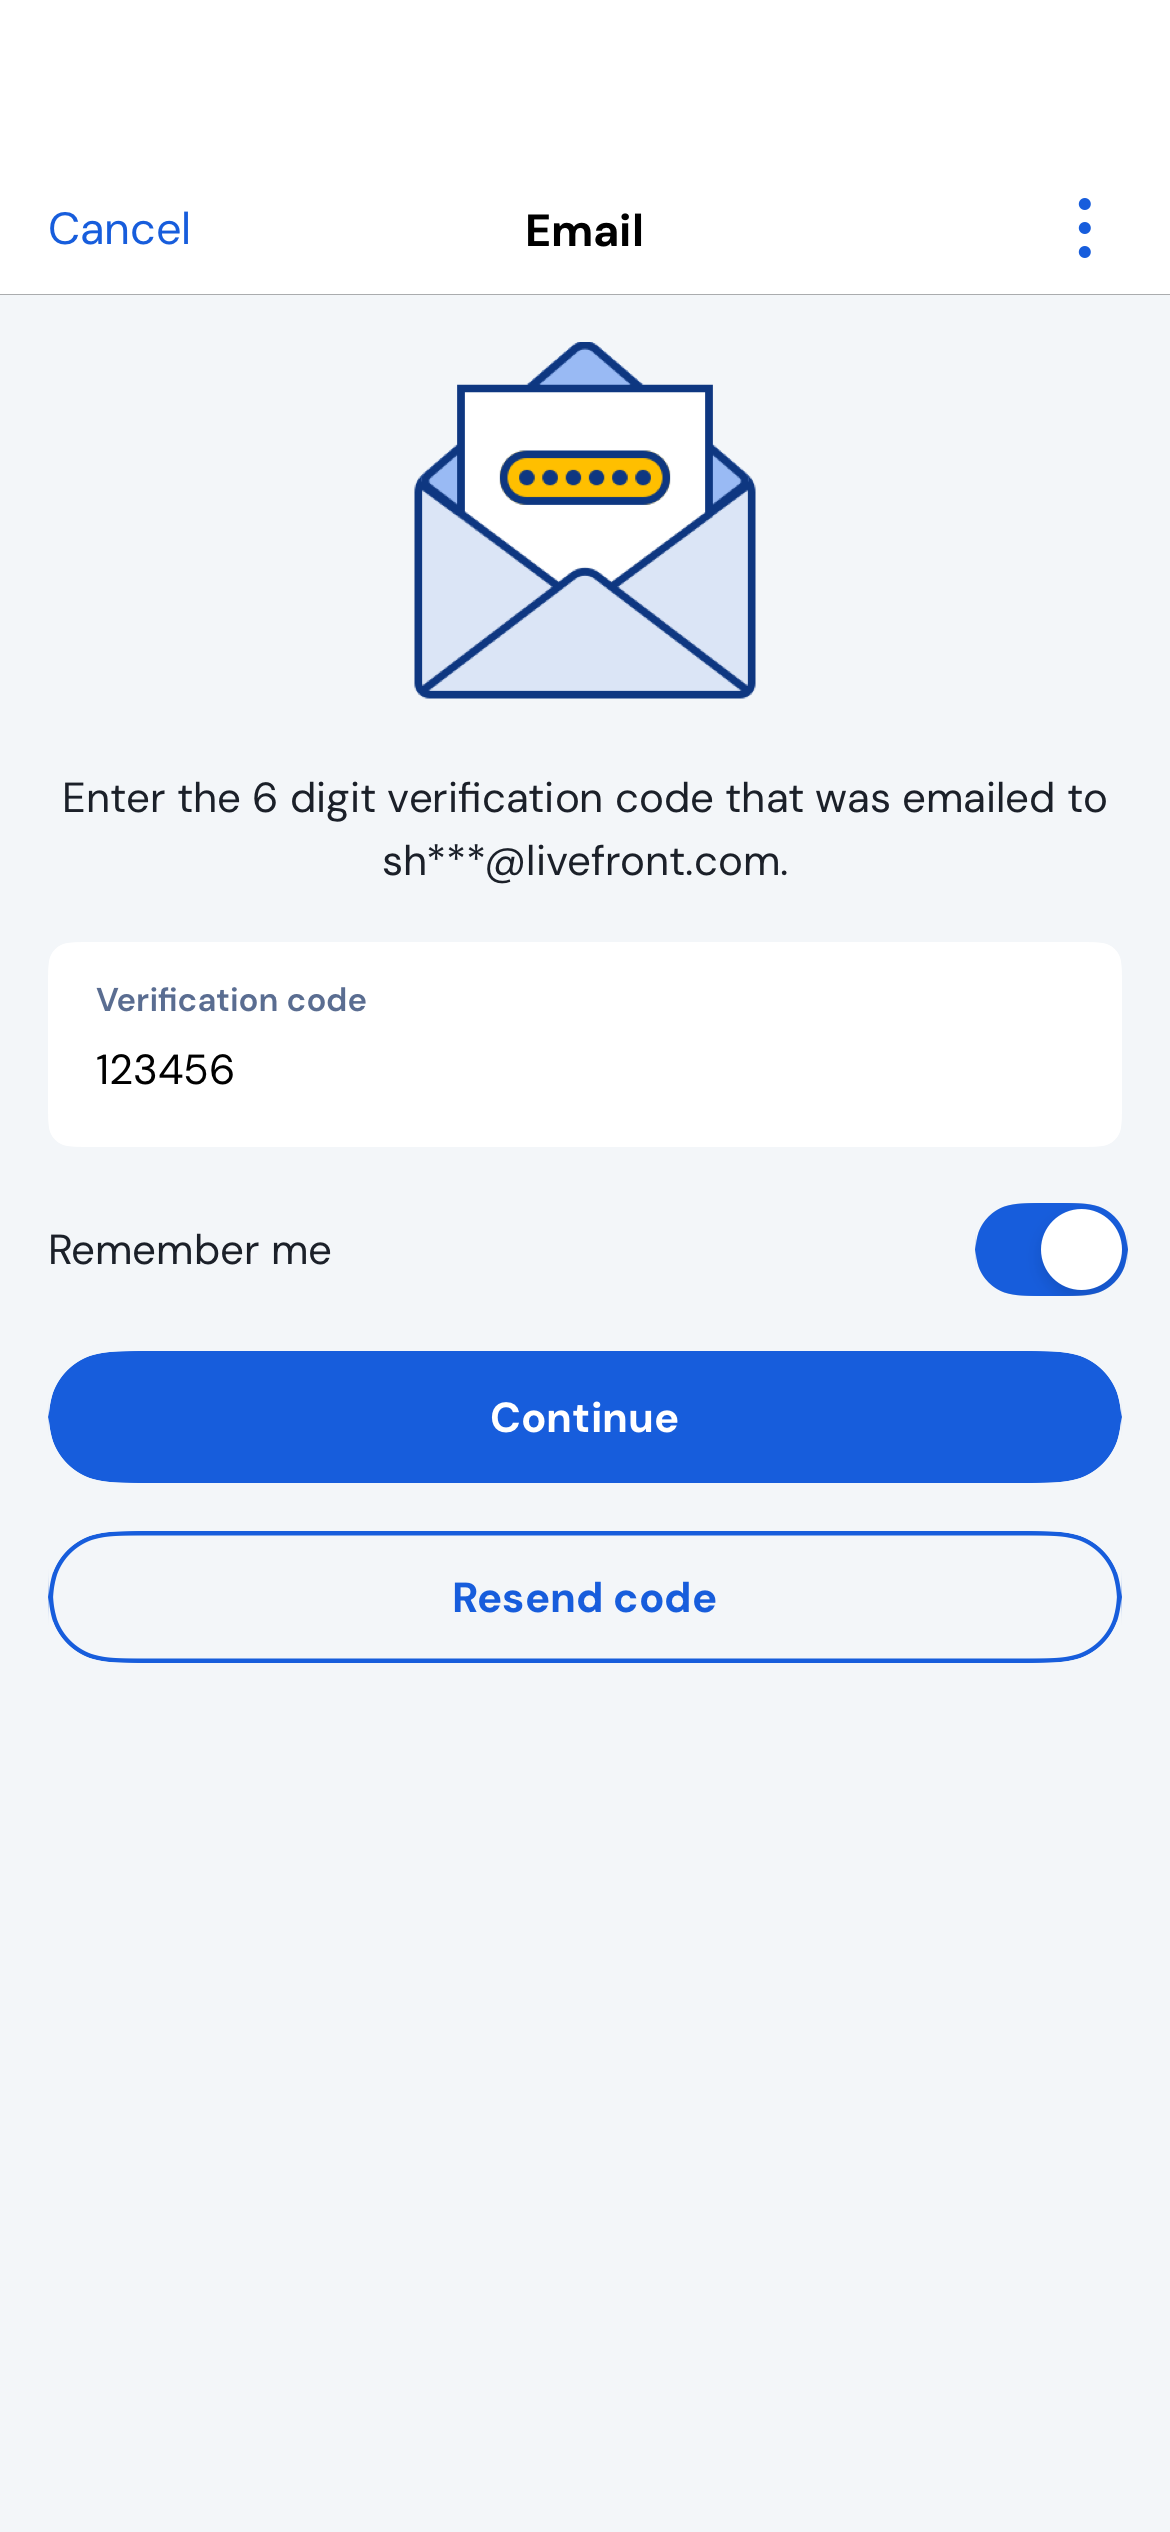 Cancel
Email
Enter the 6 digit verification code that was emailed to
sh***@livefront.com.
Verification code
123456
Remember me
Continue
Resend code